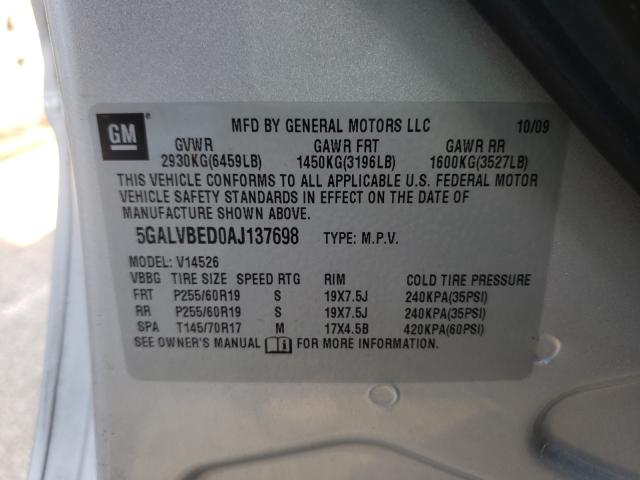 GM ® MFD BY GENERAL MOTORS LLC 10/09
GVWR GAWR FRT GAWR RR
2930KG(6459LB) 1450KG(3196LB) 1600KG(3527LB)
THIS VEHICLE CONFORMS TO ALL APPLICABLE U.S. FEDERAL MOTOR
VEHICLE SAFETY STANDARDS IN EFFECT ON THE DATE OF
MANUFACTURE SHOWN ABOVE.
5GALVBED0AJ137698 TYPE: M.P.V.
MODEL: V14526
VBBG TIRE SIZE SPEED RTG RIM COLD TIRE PRESSURE
FRT P255/60R19 S 19X7.5J 240KPA(35PSI)
RR P255/60R19 S 19X7.5J 240KPA(35PSI)
SPA T145/70R17 M 17X4.5B 420KPA(60PSI)
SEE OWNER'S MANUAL FOR MORE INFORMATION.